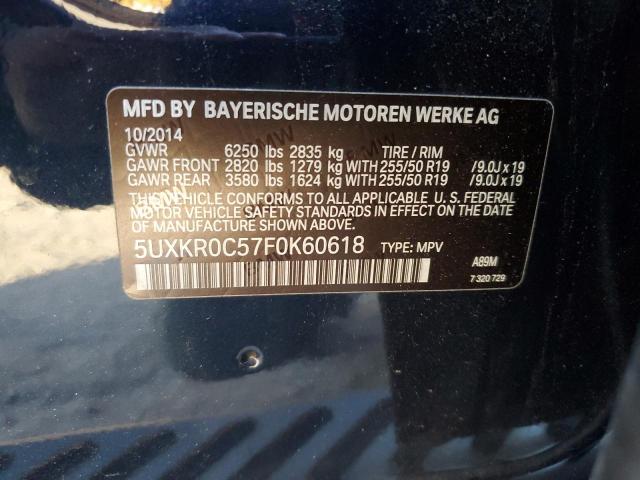 MFD BY BAYERISCHE MOTOREN WERKE AG
10/2014
GVWR 6250 lbs 2835 kg TIRE / RIM
GAWR FRONT 2820 lbs 1279 kg WITH 255/50 R19 /9.0J x 19
GAWR REAR 3580 lbs 1624 kg WITH 255/50 R19 /9.0J x 19
THIS VEHICLE CONFORMS TO ALL APPLICABLE U.S. FEDERAL
MOTOR VEHICLE SAFETY STANDARDS IN EFFECT ON THE DATE OF
MANUFACTURE SHOWN ABOVE.
5UXKR0C57F0K60618 TYPE: MPV
A89M
7 320 729